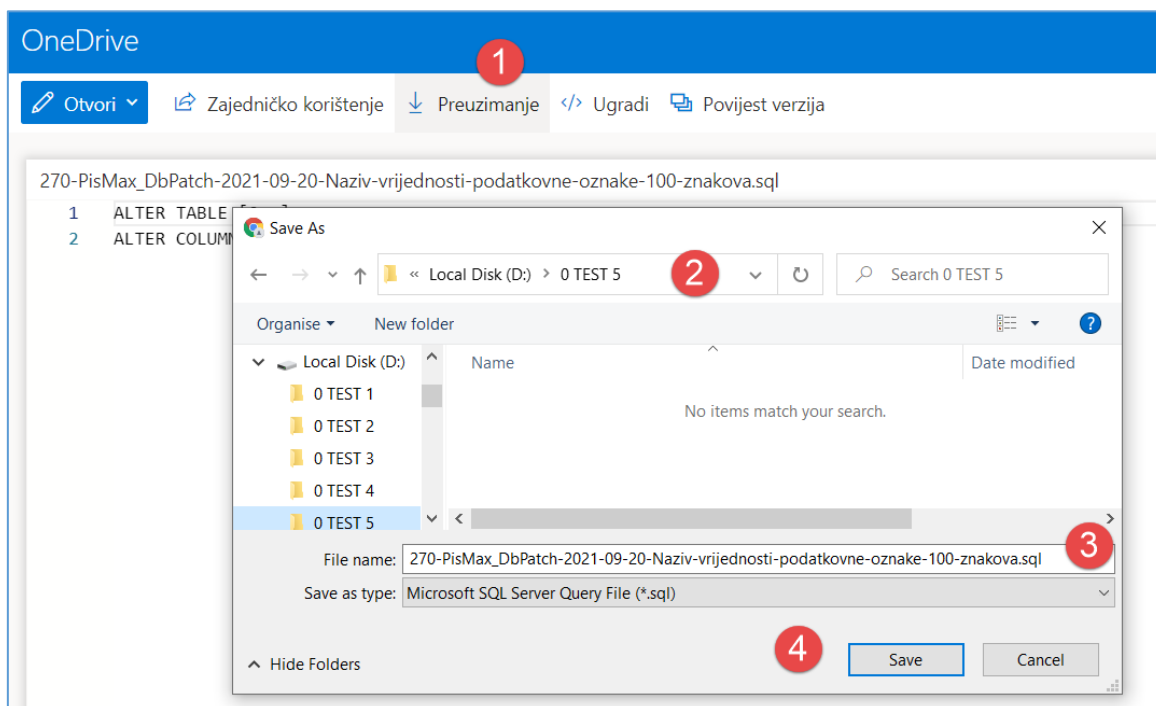 OneDrive
1
Otvori Zajedničko korištenje Preuzimanje Ugradi Povijest verzija
270-PisMax_DbPatch-2021-09-20-Naziv-vrijednosti-podatkovne-oznake-100-znakova.sql
1 ALTER TABLE
2 ALTER COLUMN
Save As
« Local Disk (D:) > 0 TEST 5 2 Search 0 TEST 5
Organise New folder ?
Local Disk (D:) Name Date modified
0 TEST 1
No items match your search.
0 TEST 2
0 TEST 3
0 TEST 4
0 TEST 5
3
File name: 270-PisMax_DbPatch-2021-09-20-Naziv-vrijednosti-podatkovne-oznake-100-znakova.sql
Save as type: Microsoft SQL Server Query File (*.sql)
4
Hide Folders Save Cancel